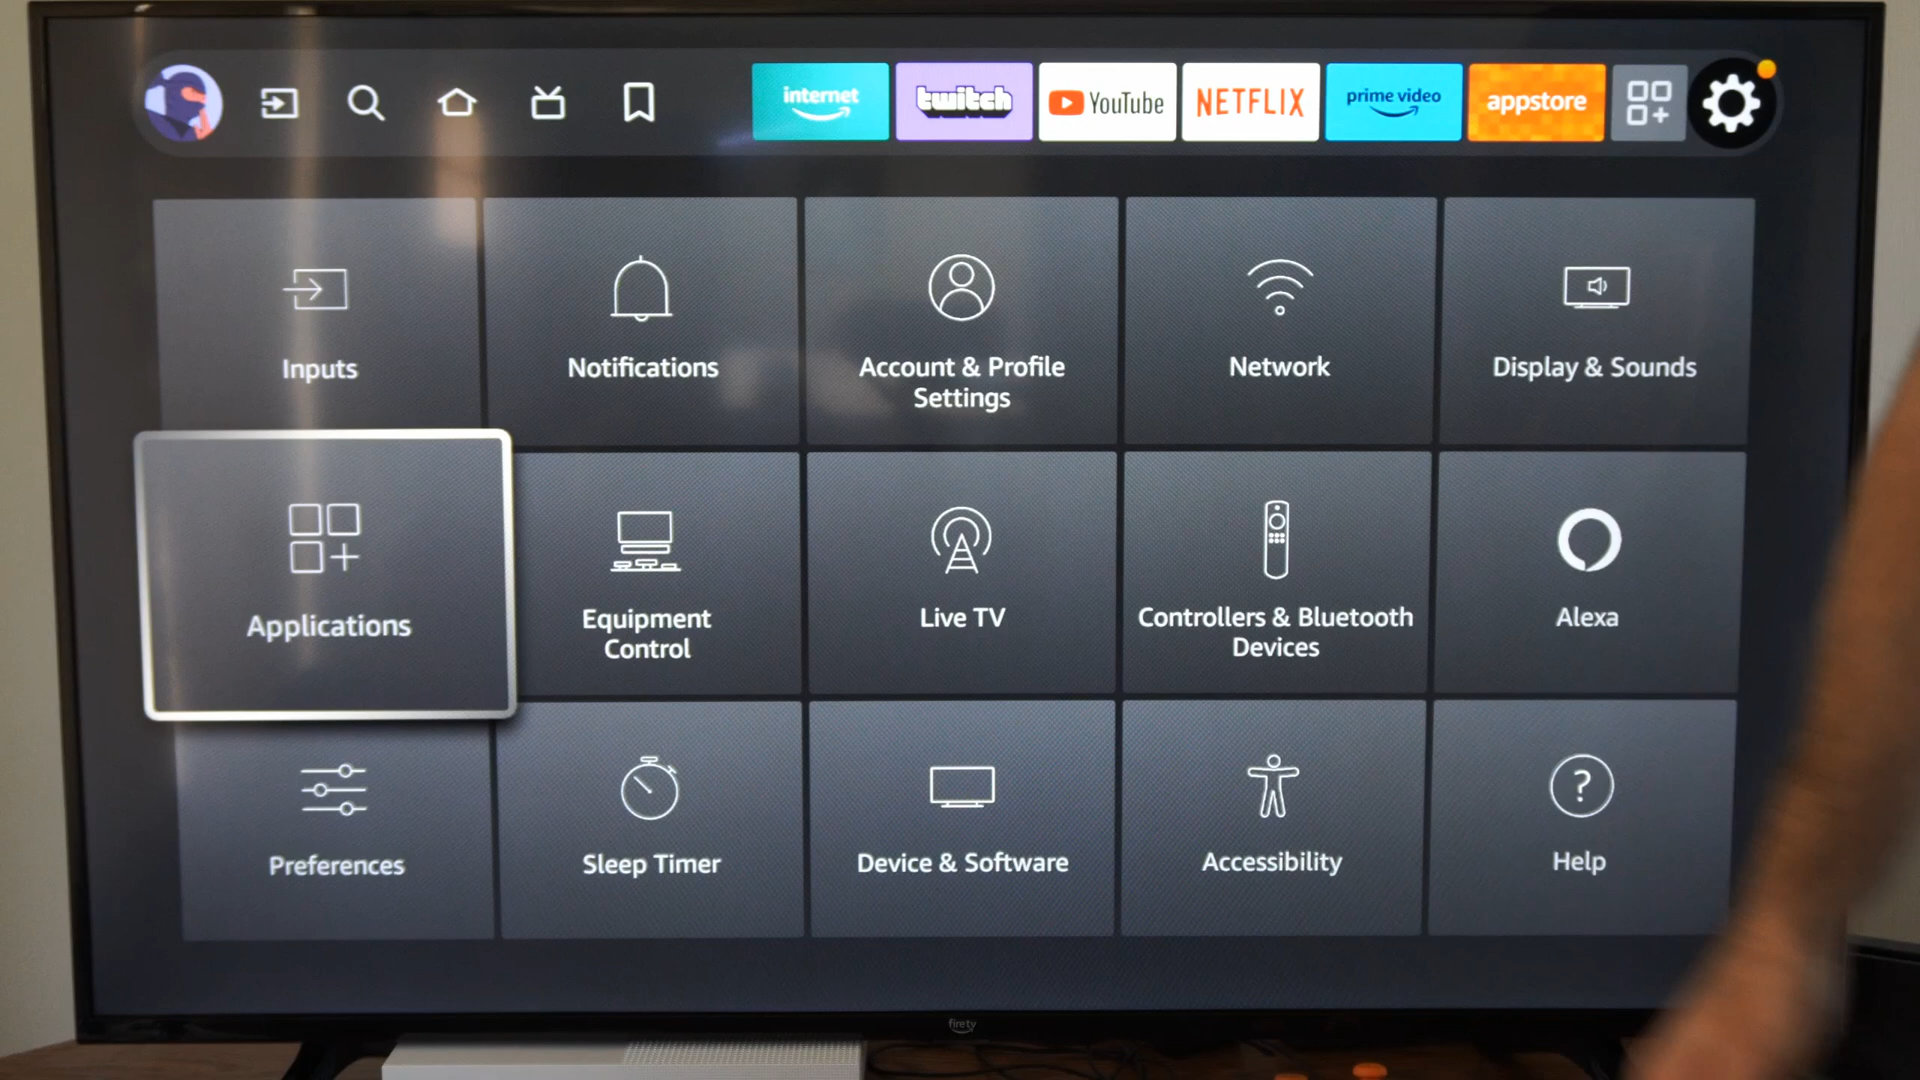 internet
twitch
YouTube
NETFLIX
prime video
appstore
Inputs
Notifications
Account & Profile
Settings
Network
Display & Sounds
Applications
Equipment
Control
Live TV
Controllers & Bluetooth
Devices
Alexa
Preferences
Sleep Timer
Device & Software
Accessibility
Help
?
firetv